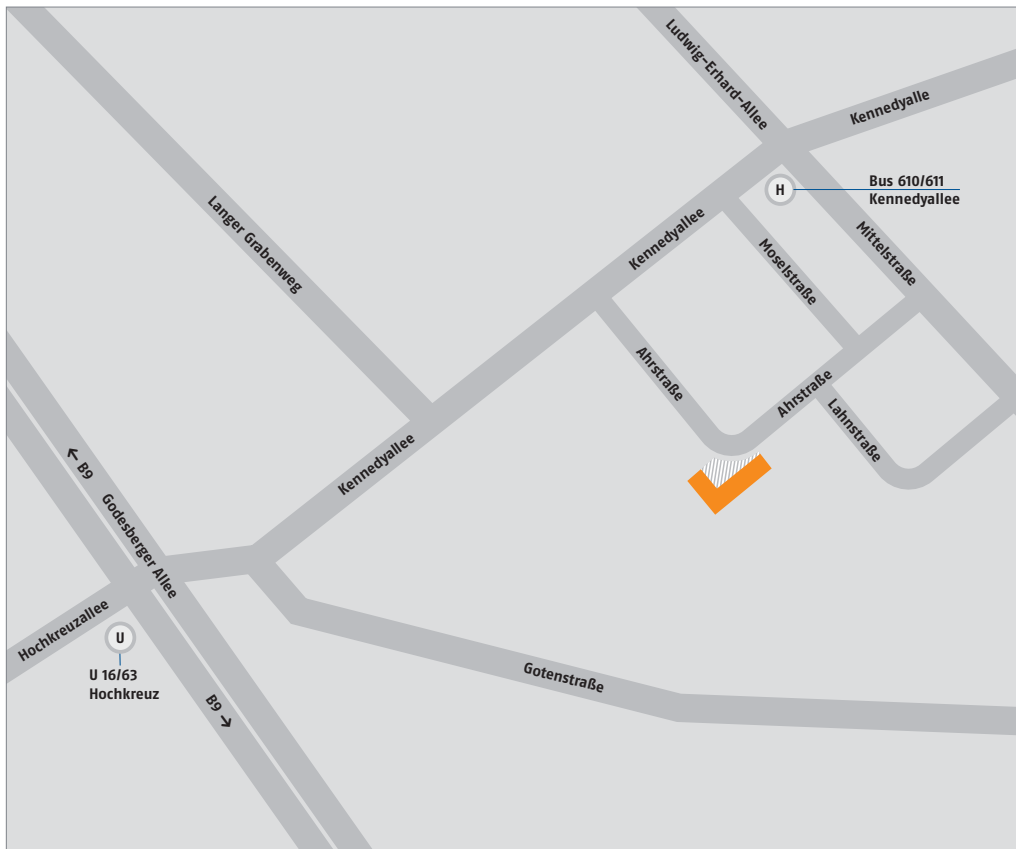 Ludwig-Erhard-Allee
Kennedyalle
H
Bus 610/611
Kennedyallee
Langer Grabenweg
Kennedyallee
Mittelstraße
Moselstraße
Ahrstraße
Ahrstraße
Lahnstraße
Kennedyallee
← B9
Godesberger Allee
Hochkreuzallee
U
U 16/63
Hochkreuz
B9 →
Gotenstraße